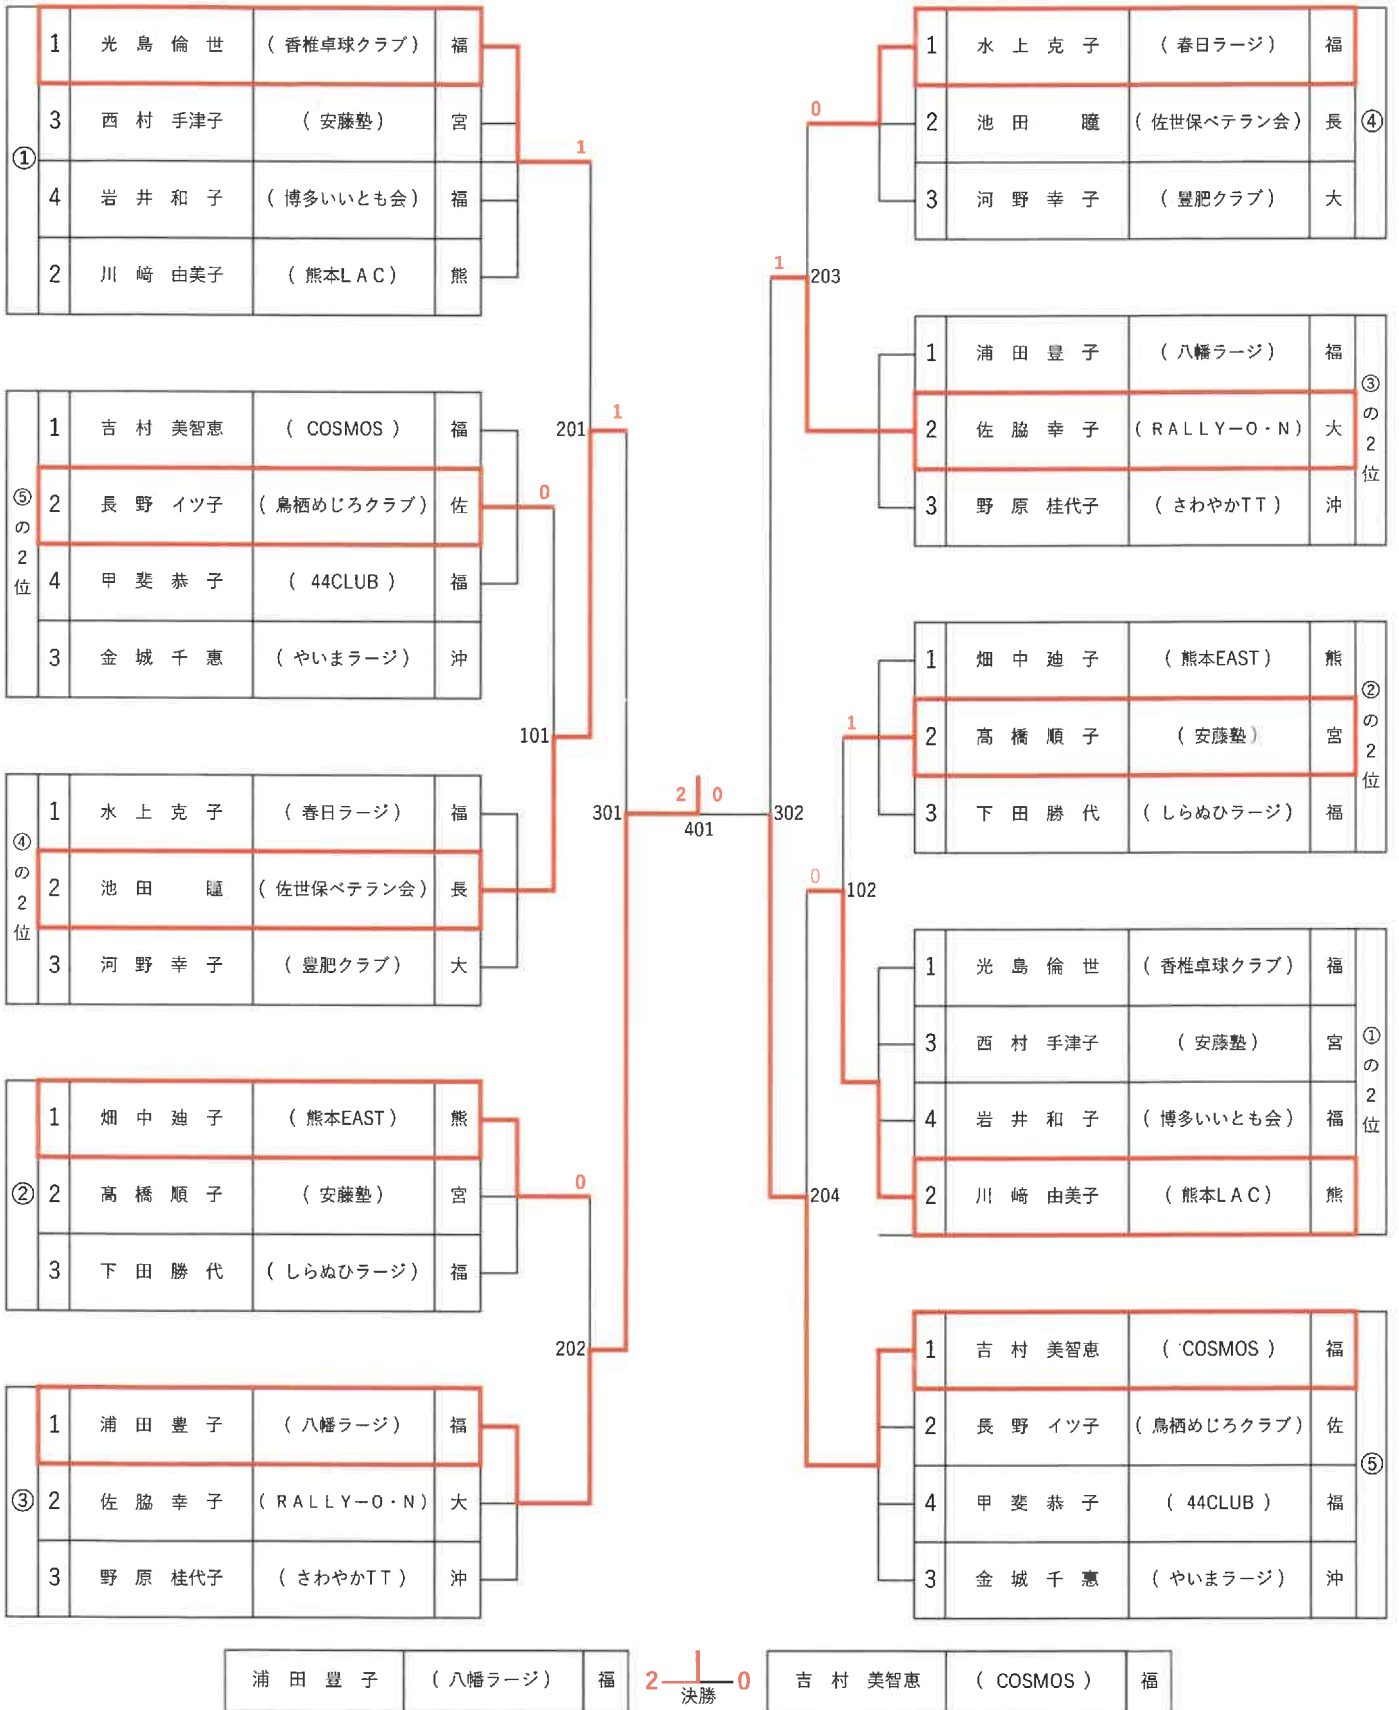 ①
1 光島倫世 (香椎卓球クラブ) 福
3 西村手津子 (安藤塾) 宮
4 岩井和子 (博多いいとも会) 福
2 川﨑由美子 (熊本LAC) 熊
1
⑤の2位
1 吉村美智恵 (COSMOS) 福
2 長野イツ子 (鳥栖めじろクラブ) 佐
4 甲斐恭子 (44CLUB) 福
3 金城千惠 (やいまラージ) 沖
0
201
1
101
④の2位
1 水上克子 (春日ラージ) 福
2 池田瞳 (佐世保ベテラン会) 長
3 河野幸子 (豊肥クラブ) 大
301
②
1 畑中廸子 (熊本EAST) 熊
2 髙橋順子 (安藤塾) 宮
3 下田勝代 (しらぬひラージ) 福
0
202
③
1 浦田豊子 (八幡ラージ) 福
2 佐脇幸子 (RALLY－O・N) 大
3 野原桂代子 (さわやかTT) 沖
2 0
401
④
1 水上克子 (春日ラージ) 福
2 池田瞳 (佐世保ベテラン会) 長
3 河野幸子 (豊肥クラブ) 大
0
1
203
③の2位
1 浦田豊子 (八幡ラージ) 福
2 佐脇幸子 (RALLY－O・N) 大
3 野原桂代子 (さわやかTT) 沖
302
②の2位
1 畑中廸子 (熊本EAST) 熊
2 髙橋順子 (安藤塾) 宮
3 下田勝代 (しらぬひラージ) 福
1
0
102
①の2位
1 光島倫世 (香椎卓球クラブ) 福
3 西村手津子 (安藤塾) 宮
4 岩井和子 (博多いいとも会) 福
2 川﨑由美子 (熊本LAC) 熊
204
⑤
1 吉村美智恵 (COSMOS) 福
2 長野イツ子 (鳥栖めじろクラブ) 佐
4 甲斐恭子 (44CLUB) 福
3 金城千惠 (やいまラージ) 沖
浦田豊子 (八幡ラージ) 福 2 決勝 0 吉村美智恵 (COSMOS) 福